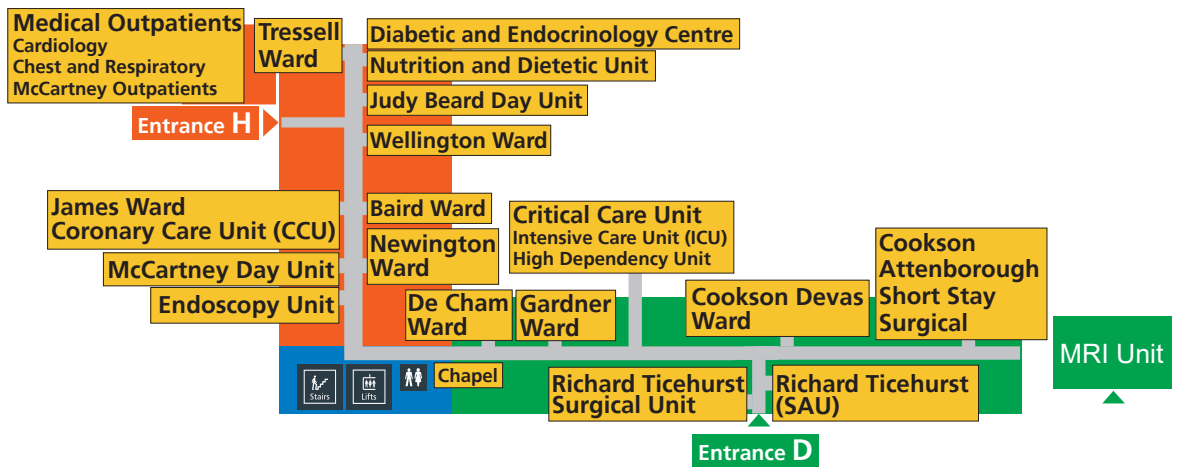 Medical Outpatients
Cardiology
Chest and Respiratory
McCartney Outpatients
Tressell
Ward
Diabetic and Endocrinology Centre
Nutrition and Dietetic Unit
Judy Beard Day Unit
Entrance H
Wellington Ward
James Ward
Coronary Care Unit (CCU)
Baird Ward
Newington
Ward
McCartney Day Unit
Endoscopy Unit
Critical Care Unit
Intensive Care Unit (ICU)
High Dependency Unit
De Cham
Ward
Gardner
Ward
Cookson Devas
Ward
Cookson
Attenborough
Short Stay
Surgical
MRI Unit
Stairs
Lifts
Chapel
Richard Ticehurst
Surgical Unit
Richard Ticehurst
(SAU)
Entrance D